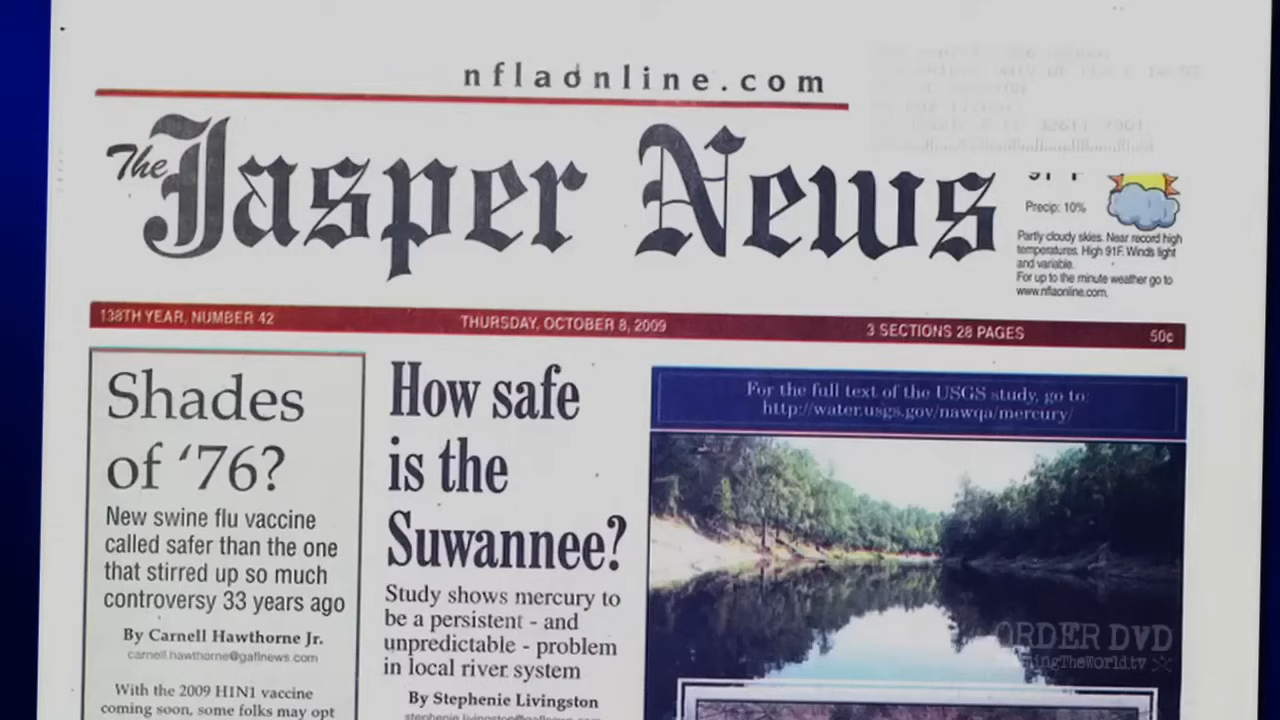 nflaonline.com
The Jasper News
Precip: 10%
Partly cloudy skies. Near record high
temperatures. High 91F. Winds light
and variable.
For up to the minute weather go to
www.nflaonline.com.
138TH YEAR, NUMBER 42
THURSDAY, OCTOBER 8, 2009
3 SECTIONS 28 PAGES
50¢
Shades
of ‘76?
New swine flu vaccine
called safer than the one
that stirred up so much
controversy 33 years ago
By Carnell Hawthorne Jr.
carnell.hawthorne@gaflnews.com
With the 2009 H1N1 vaccine
coming soon, some folks may opt
How safe
is the
Suwannee?
Study shows mercury to
be a persistent - and
unpredictable - problem
in local river system
By Stephenie Livingston
For the full text of the USGS study, go to:
http://water.usgs.gov/nawqa/mercury/
ORDER DVD